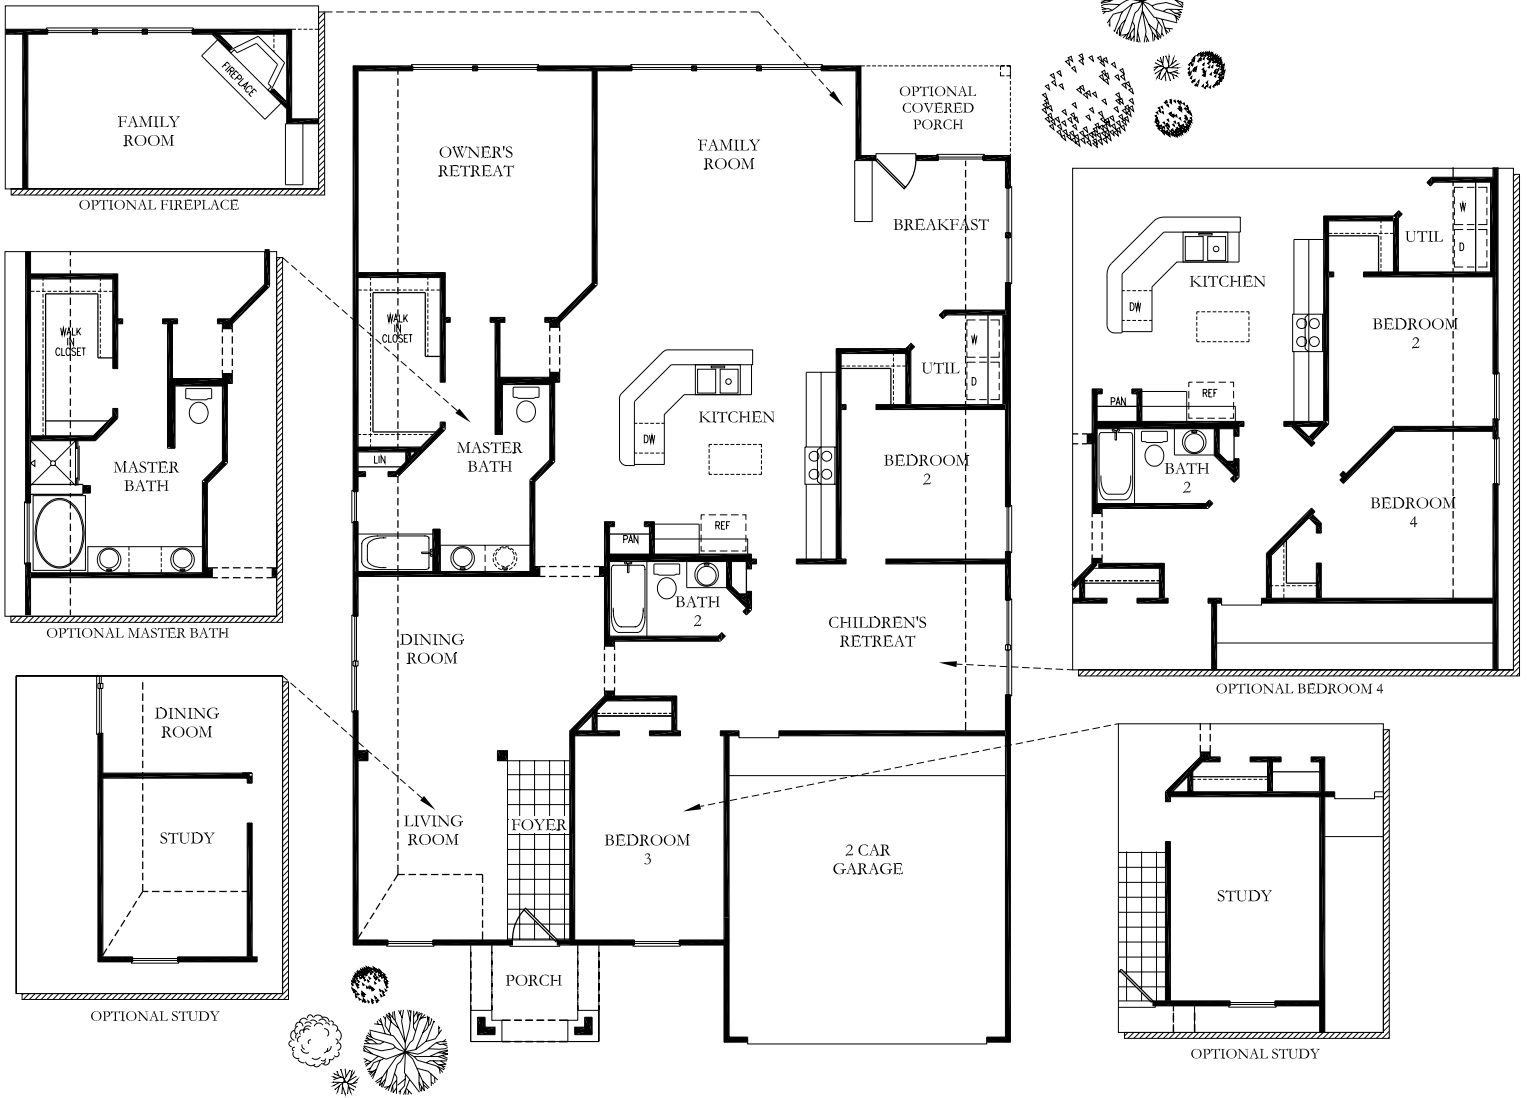 FIREPLACE
FAMILY
ROOM
OPTIONAL FIREPLACE
WALK
IN
CLOSET
MASTER
BATH
OPTIONAL MASTER BATH
DINING
ROOM
STUDY
OPTIONAL STUDY
OWNER'S
RETREAT
FAMILY
ROOM
OPTIONAL
COVERED
PORCH
BREAKFAST
WALK
IN
CLOSET
UTIL
W
D
KITCHEN
DW
LIN
MASTER
BATH
BEDROOM
2
PAN
REF
BATH
2
DINING
ROOM
CHILDREN'S
RETREAT
LIVING
ROOM
FOYER
BEDROOM
3
2 CAR
GARAGE
PORCH
UTIL
W
D
KITCHEN
DW
BEDROOM
2
PAN
REF
BATH
2
BEDROOM
4
OPTIONAL BEDROOM 4
STUDY
OPTIONAL STUDY